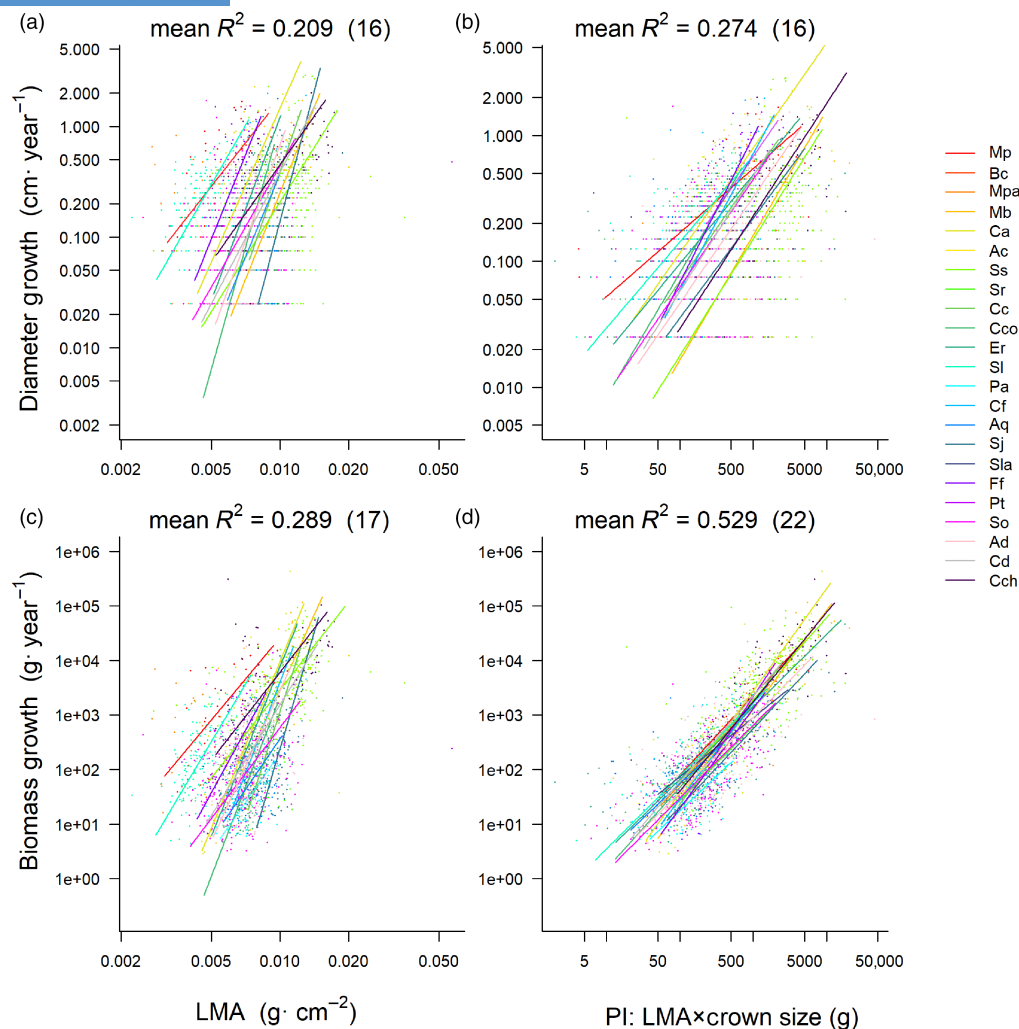 (a) mean R² = 0.209 (16)
(b) mean R² = 0.274 (16)
Diameter growth (cm· year⁻¹)
5.000
2.000
1.000
0.500
0.200
0.100
0.050
0.020
0.010
0.005
0.002
0.002 0.005 0.010 0.020 0.050
5.000
2.000
1.000
0.500
0.200
0.100
0.050
0.020
0.010
0.005
5 50 500 5000 50,000
Mp
Bc
Mpa
Mb
Ca
Ac
Ss
Sr
Cc
Cco
Er
Sl
Pa
Cf
Aq
Sj
Sla
Ff
Pt
So
Ad
Cd
Cch
(c) mean R² = 0.289 (17)
(d) mean R² = 0.529 (22)
Biomass growth (g· year⁻¹)
1e+06
1e+05
1e+04
1e+03
1e+02
1e+01
1e+00
0.002 0.005 0.010 0.020 0.050
LMA (g· cm⁻²)
1e+06
1e+05
1e+04
1e+03
1e+02
1e+01
1e+00
5 50 500 5000 50,000
PI: LMA×crown size (g)